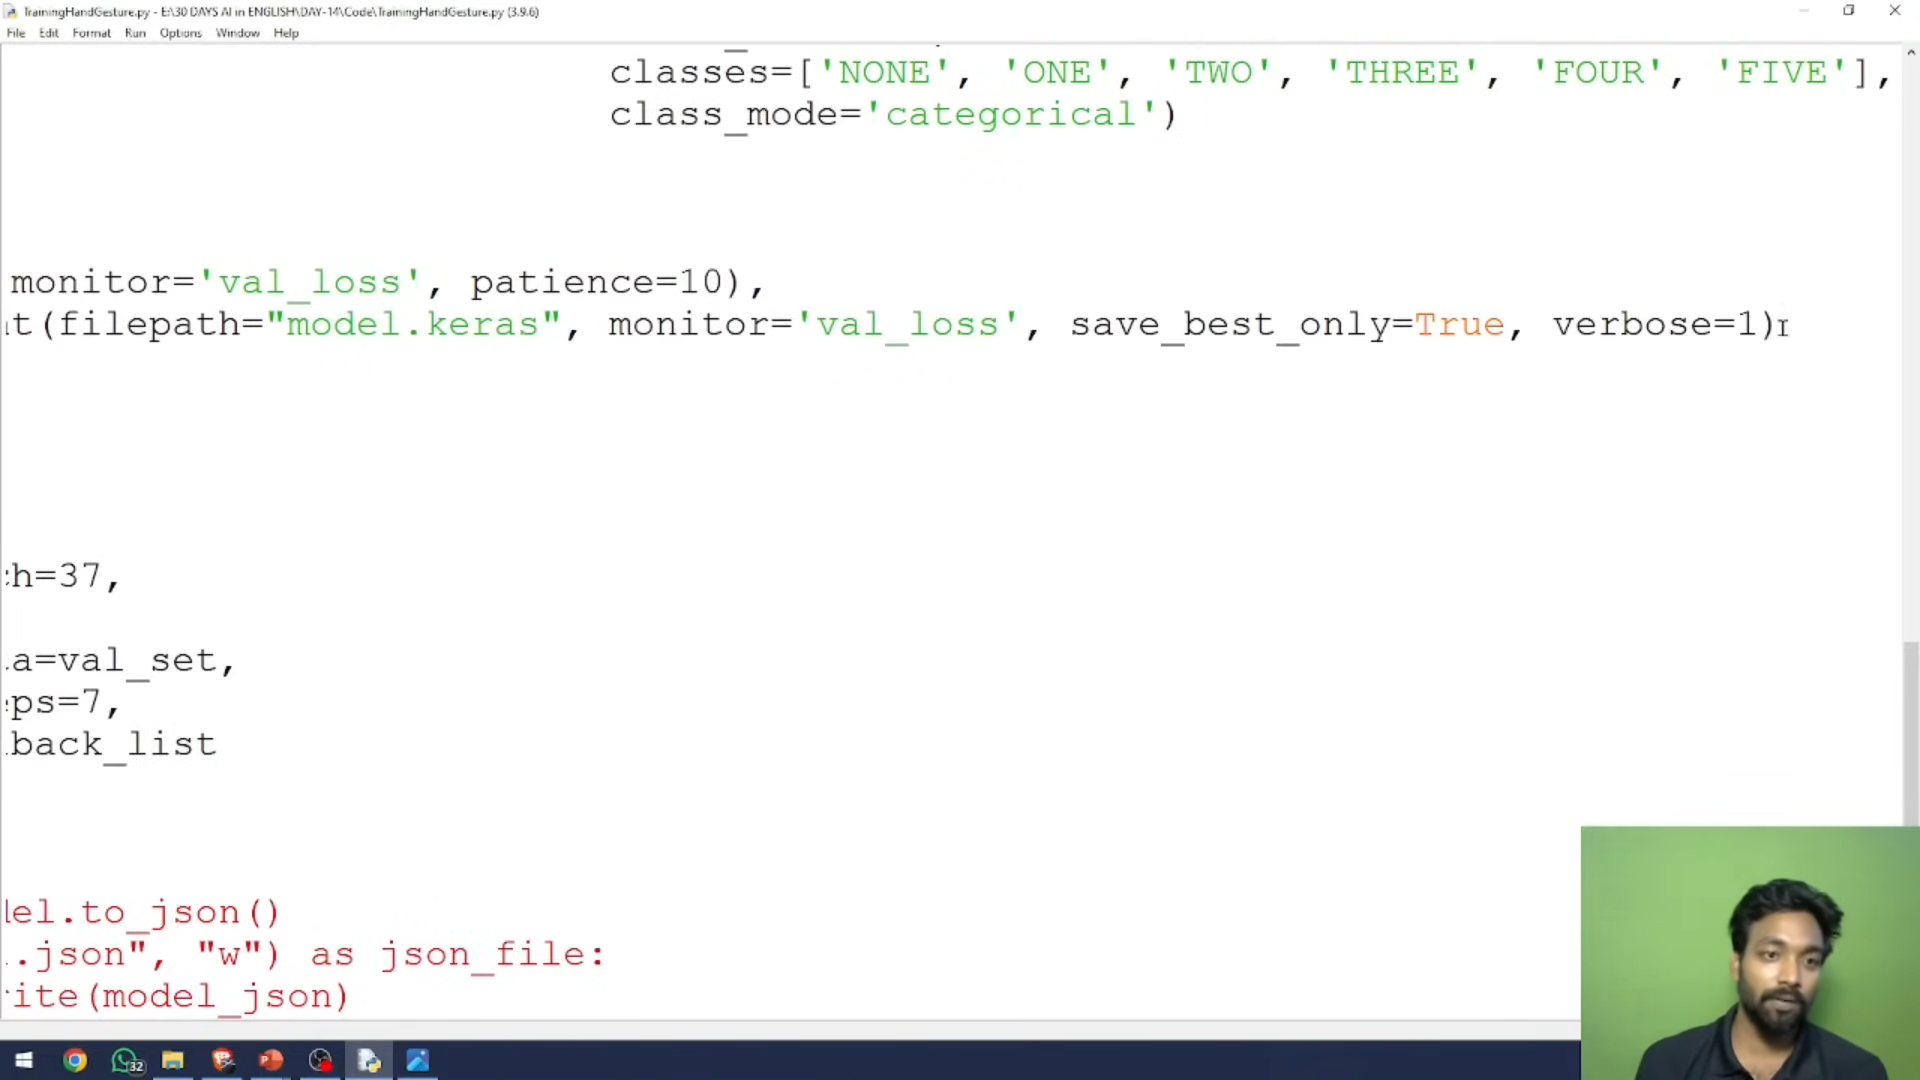 TrainingHandGesture.py - E:\30 DAYS AI in ENGLISH\DAY-14\Code\TrainingHandGesture.py (3.9.6)
File Edit Format Run Options Window Help
classes=['NONE', 'ONE', 'TWO', 'THREE', 'FOUR', 'FIVE'],
class_mode='categorical')
monitor='val_loss', patience=10),
t(filepath="model.keras", monitor='val_loss', save_best_only=True, verbose=1)
h=37,
a=val_set,
ps=7,
back_list
el.to_json()
.json", "w") as json_file:
ite(model_json)
32